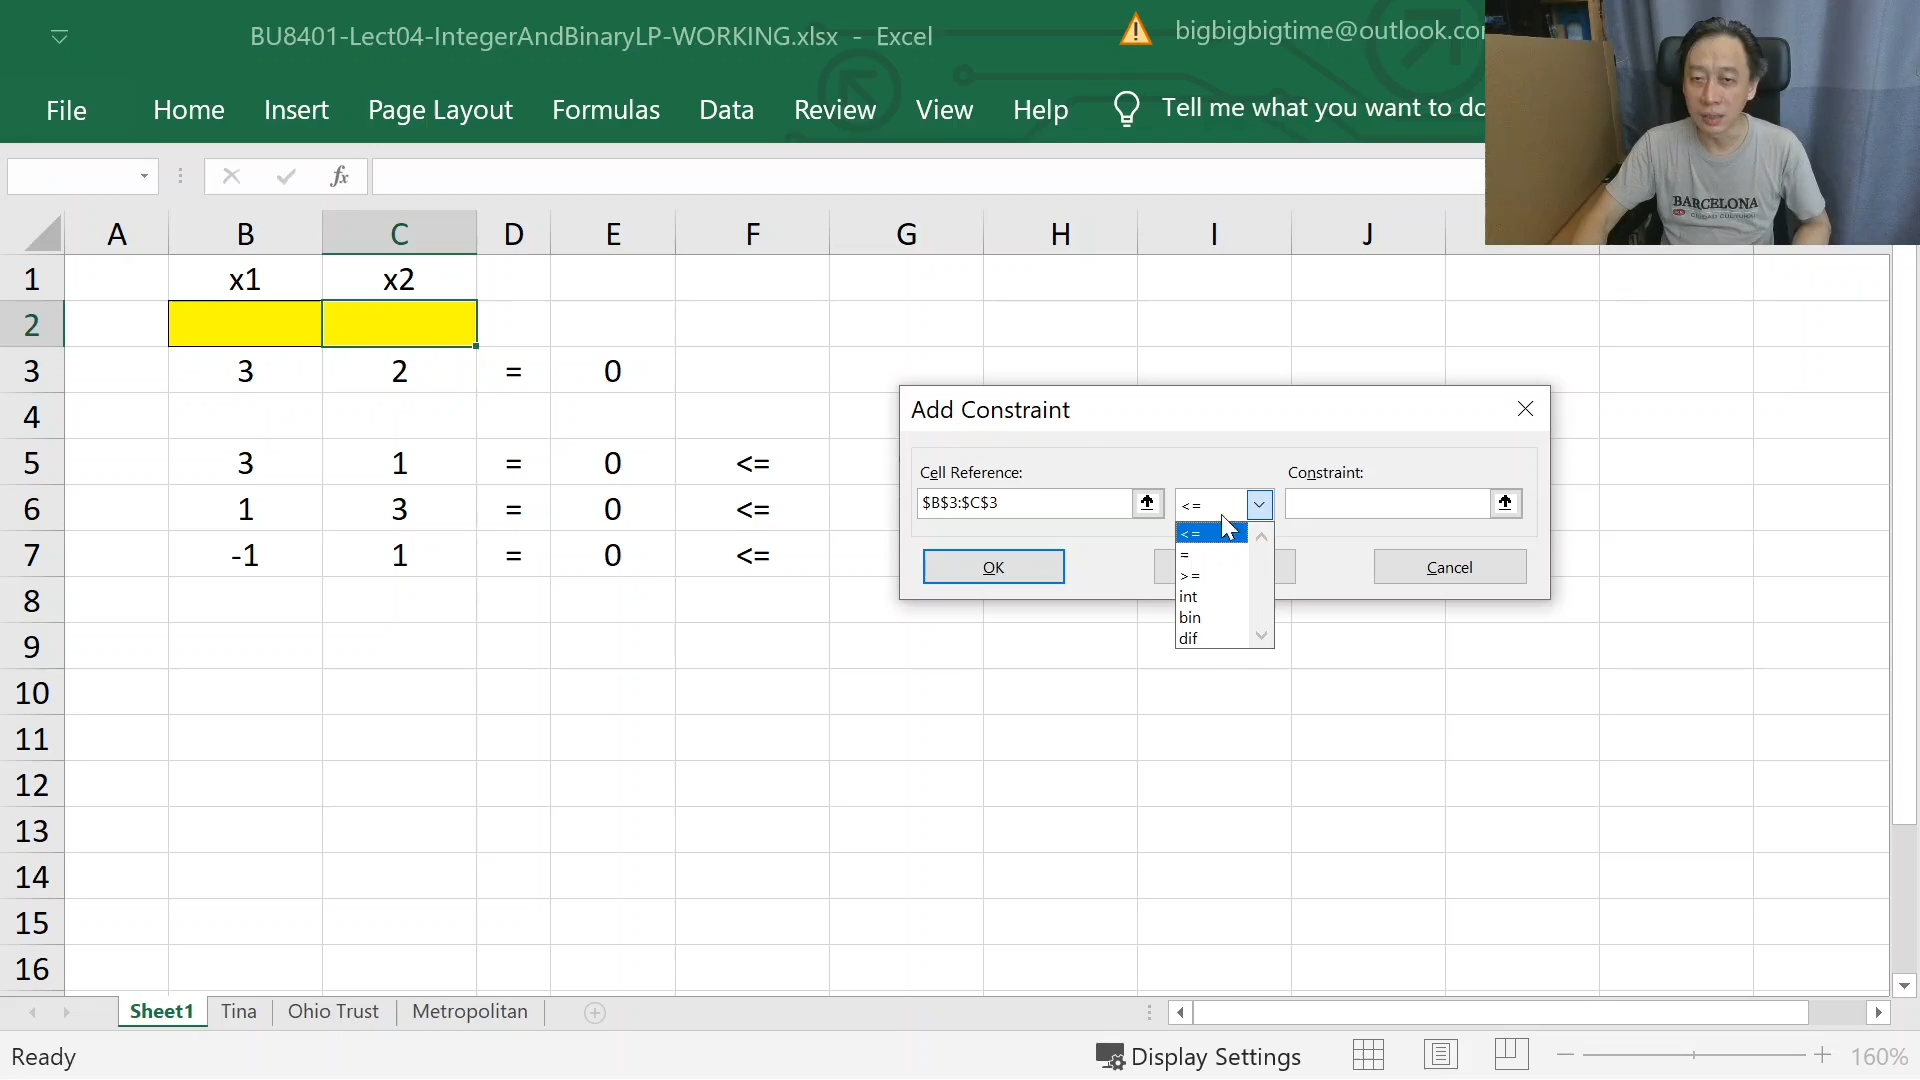 BU8401-Lect04-IntegerAndBinaryLP-WORKING.xlsx - Excel
bigbigbigtime@outlook.co
File Home Insert Page Layout Formulas Data Review View Help Tell me what you want to do
BARCELONA
CIUDAD CULTURAL
fx
A B C D E F G H I J
1 x1 x2
2
3 3 2 = 0
4
5 3 1 = 0 <=
6 1 3 = 0 <=
7 -1 1 = 0 <=
8
9
10
11
12
13
14
15
16
Add Constraint
Cell Reference: Constraint:
$B$3:$C$3 <=
<=
=
>=
int
bin
dif
OK Cancel
Sheet1 Tina Ohio Trust Metropolitan
Ready Display Settings 160%